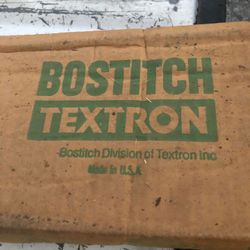 BOSTITCH
TEXTRON
Bostitch Division of Textron Inc
Made in U.S.A.